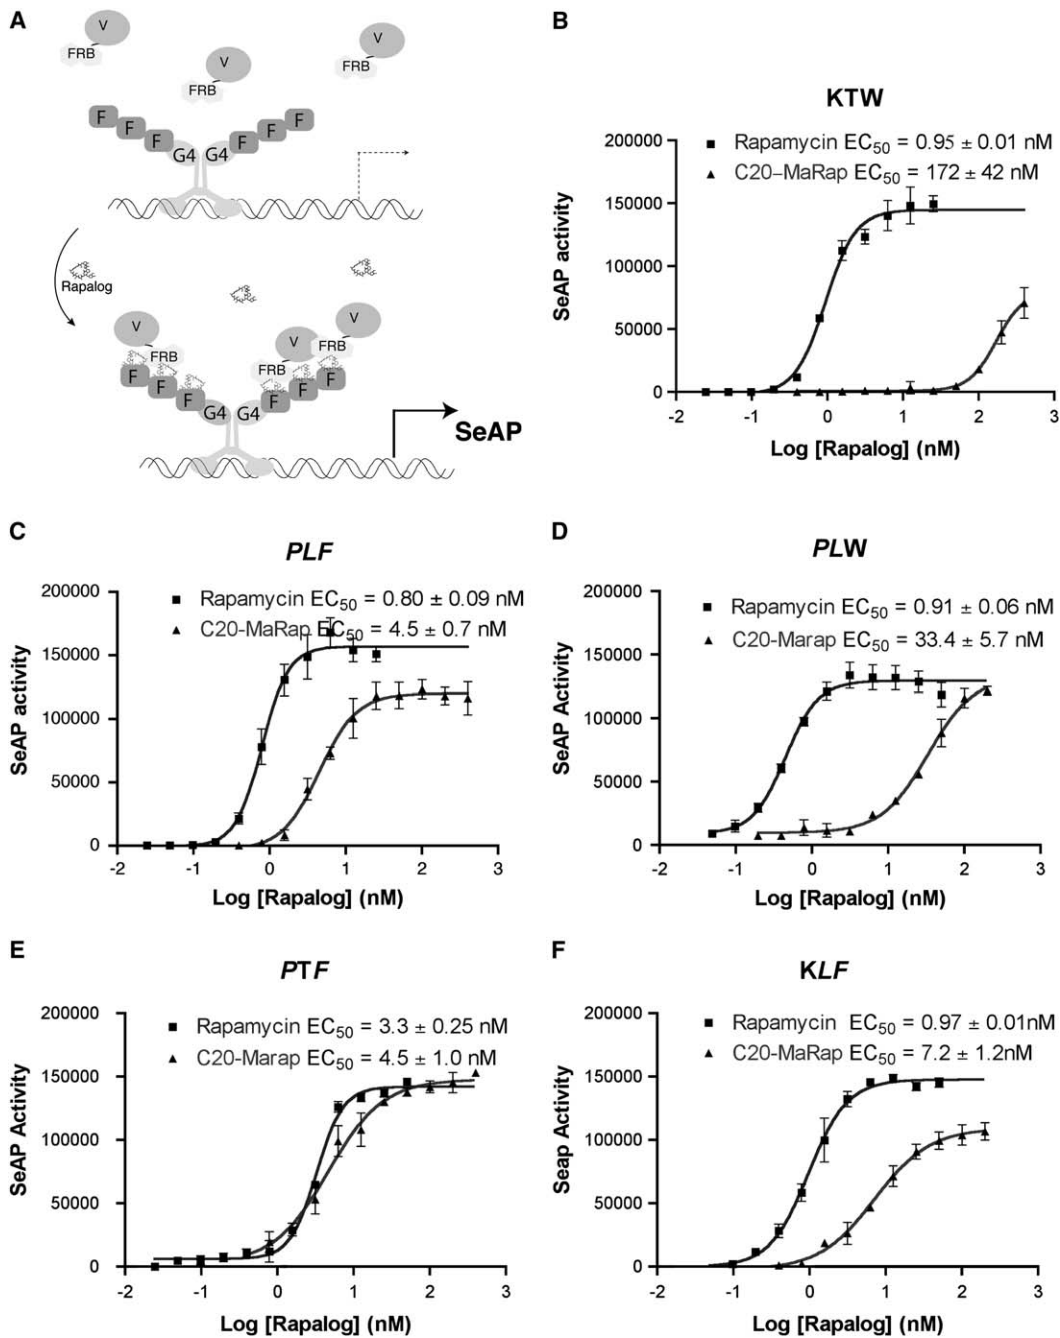 A
V
FRB
V
FRB
V
FRB
F
F
F
G4
G4
F
F
F
Rapalog
V
FRB
V
FRB
V
FRB
F
F
F
G4
G4
F
F
F
SeAP
B
KTW
Rapamycin EC50 = 0.95 ± 0.01 nM
C20–MaRap EC50 = 172 ± 42 nM
SeAP activity
200000
150000
100000
50000
0
-2 -1 0 1 2 3
Log [Rapalog] (nM)
C
PLF
Rapamycin EC50 = 0.80 ± 0.09 nM
C20-MaRap EC50 = 4.5 ± 0.7 nM
SeAP Activity
200000
150000
100000
50000
0
-2 -1 0 1 2 3
Log [Rapalog] (nM)
D
PLW
Rapamycin EC50 = 0.91 ± 0.06 nM
C20-Marap EC50 = 33.4 ± 5.7 nM
SeAP Activity
200000
150000
100000
50000
0
-2 -1 0 1 2 3
Log [Rapalog] (nM)
E
PTF
Rapamycin EC50 = 3.3 ± 0.25 nM
C20-Marap EC50 = 4.5 ± 1.0 nM
SeAP Activity
200000
150000
100000
50000
0
-2 -1 0 1 2 3
Log [Rapalog] (nM)
F
KLF
Rapamycin EC50 = 0.97 ± 0.01nM
C20-MaRap EC50 = 7.2 ± 1.2nM
Seap Activity
200000
150000
100000
50000
0
-2 -1 0 1 2 3
Log [Rapalog] (nM)